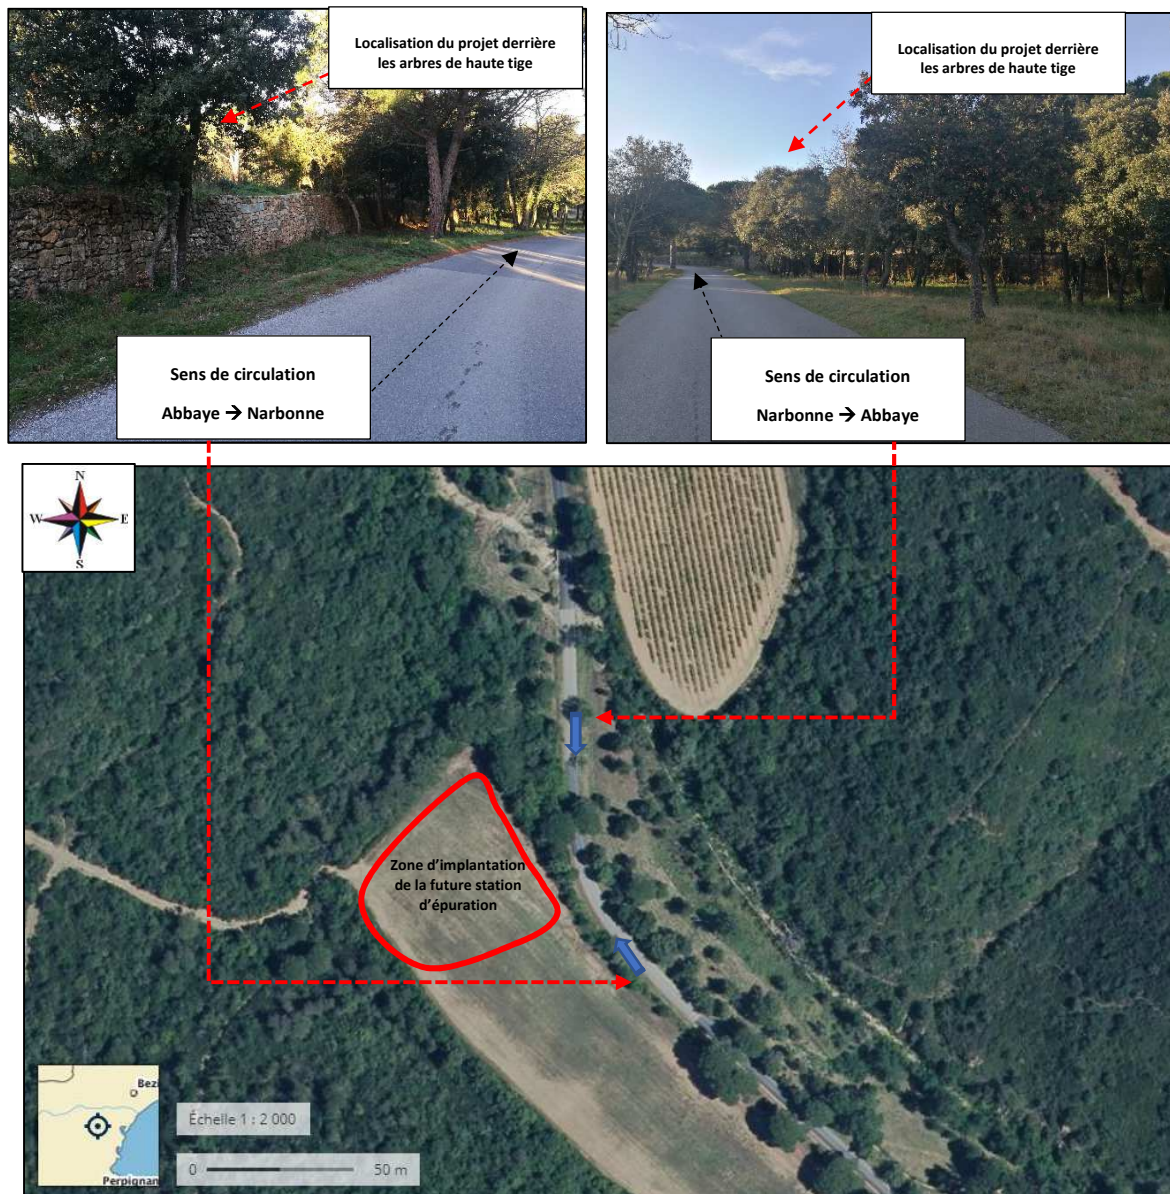 Localisation du projet derrière
les arbres de haute tige
Localisation du projet derrière
les arbres de haute tige
Sens de circulation
Abbaye → Narbonne
Sens de circulation
Narbonne → Abbaye
N
W E
S
Zone d'implantation
de la future station
d'épuration
Bezi
Perpignan
Échelle 1 : 2 000
0 50 m